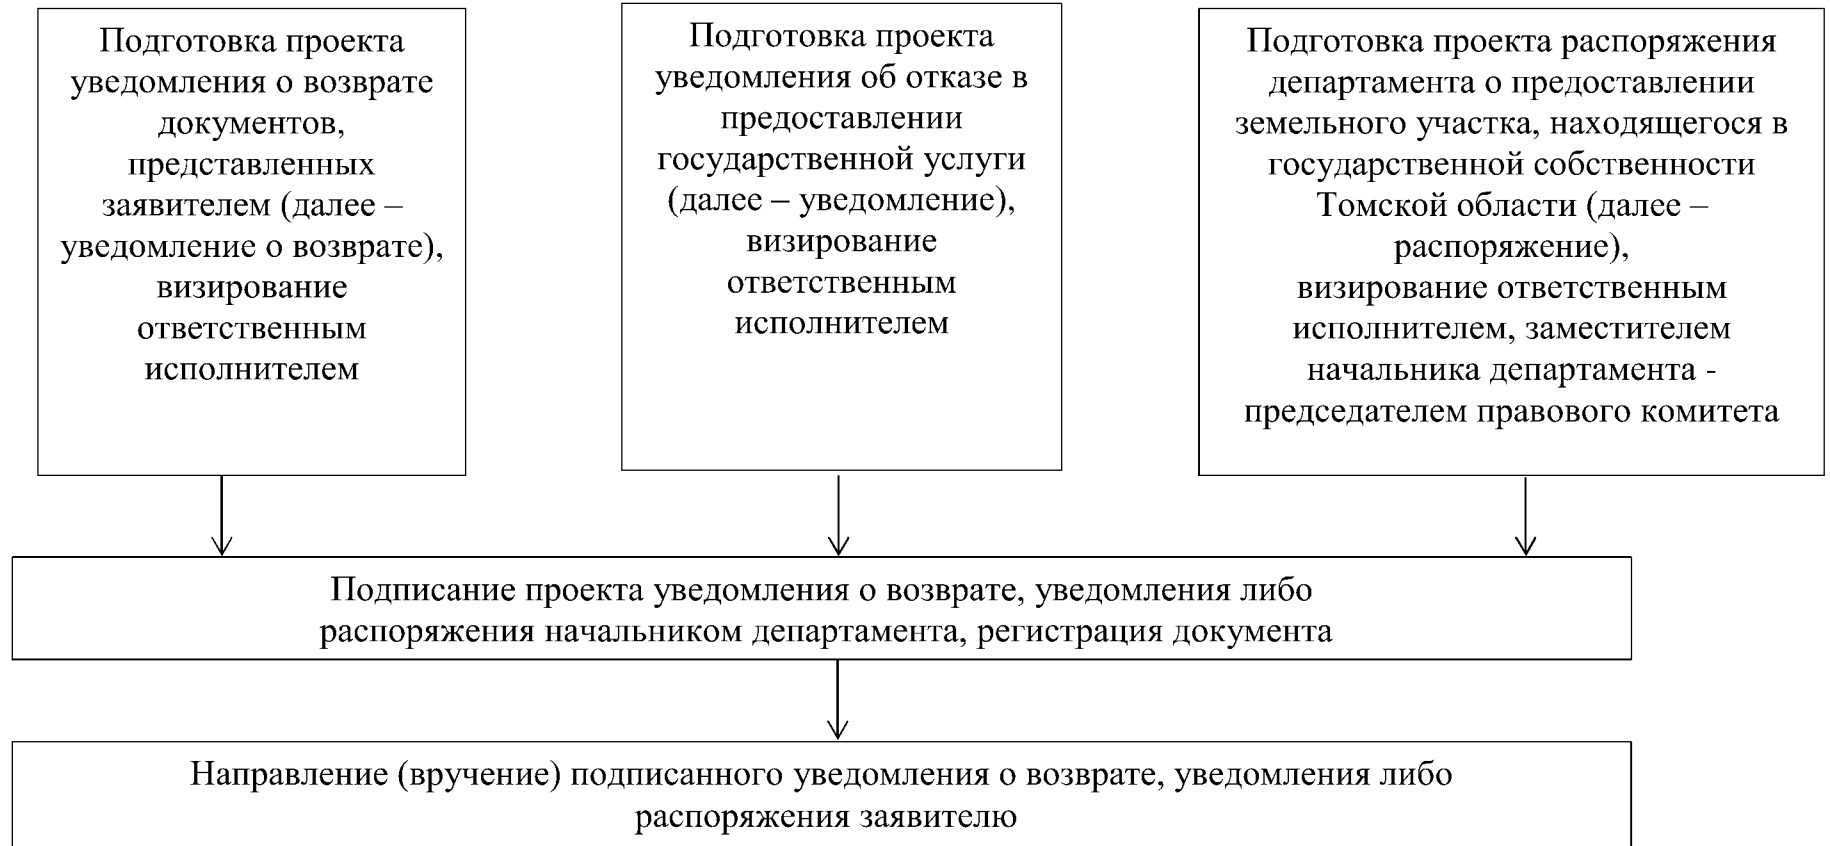 Подготовка проекта
уведомления о возврате
документов,
представленных
заявителем (далее –
уведомление о возврате),
визирование
ответственным
исполнителем
Подготовка проекта
уведомления об отказе в
предоставлении
государственной услуги
(далее – уведомление),
визирование
ответственным
исполнителем
Подготовка проекта распоряжения
департамента о предоставлении
земельного участка, находящегося в
государственной собственности
Томской области (далее –
распоряжение),
визирование ответственным
исполнителем, заместителем
начальника департамента -
председателем правового комитета
Подписание проекта уведомления о возврате, уведомления либо
распоряжения начальником департамента, регистрация документа
Направление (вручение) подписанного уведомления о возврате, уведомления либо
распоряжения заявителю